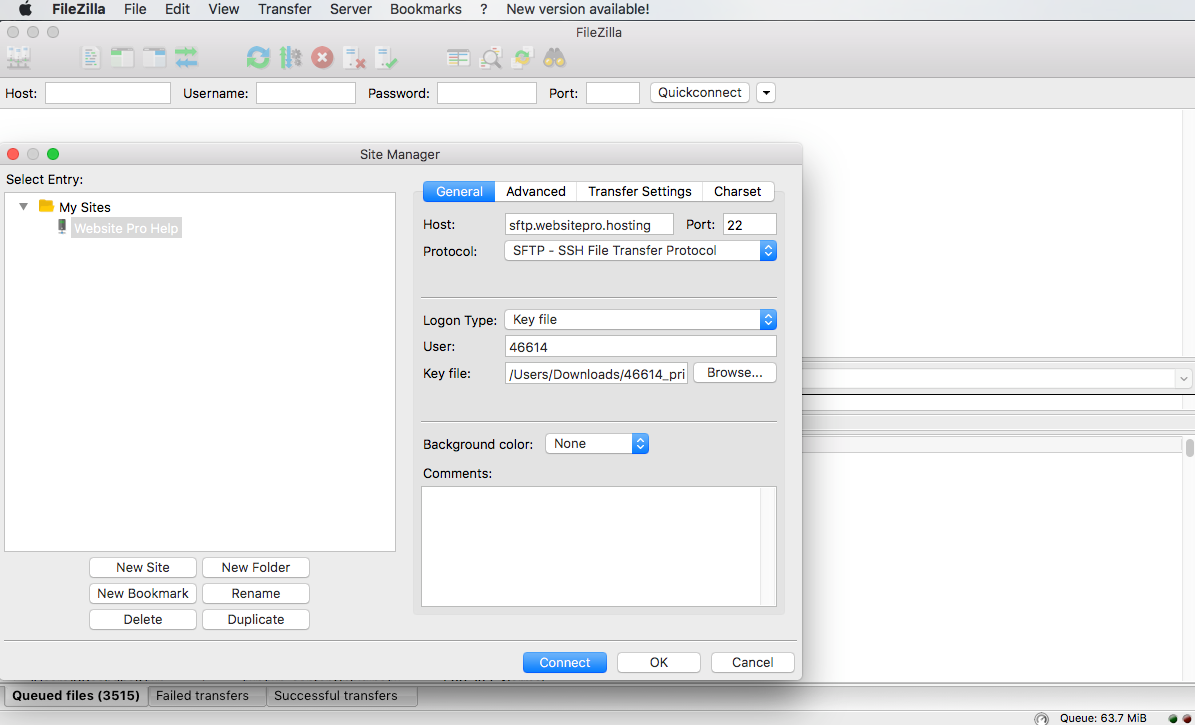 FileZilla File Edit View Transfer Server Bookmarks ? New version available!
FileZilla
Host: Username: Password: Port: Quickconnect
Site Manager
Select Entry:
My Sites
Website Pro Help
General Advanced Transfer Settings Charset
Host: sftp.websitepro.hosting Port: 22
Protocol: SFTP - SSH File Transfer Protocol
Logon Type: Key file
User: 46614
Key file: /Users/Downloads/46614_pri Browse...
Background color: None
Comments:
New Site New Folder
New Bookmark Rename
Delete Duplicate
Connect OK Cancel
Queued files (3515) Failed transfers Successful transfers
Queue: 63.7 MiB